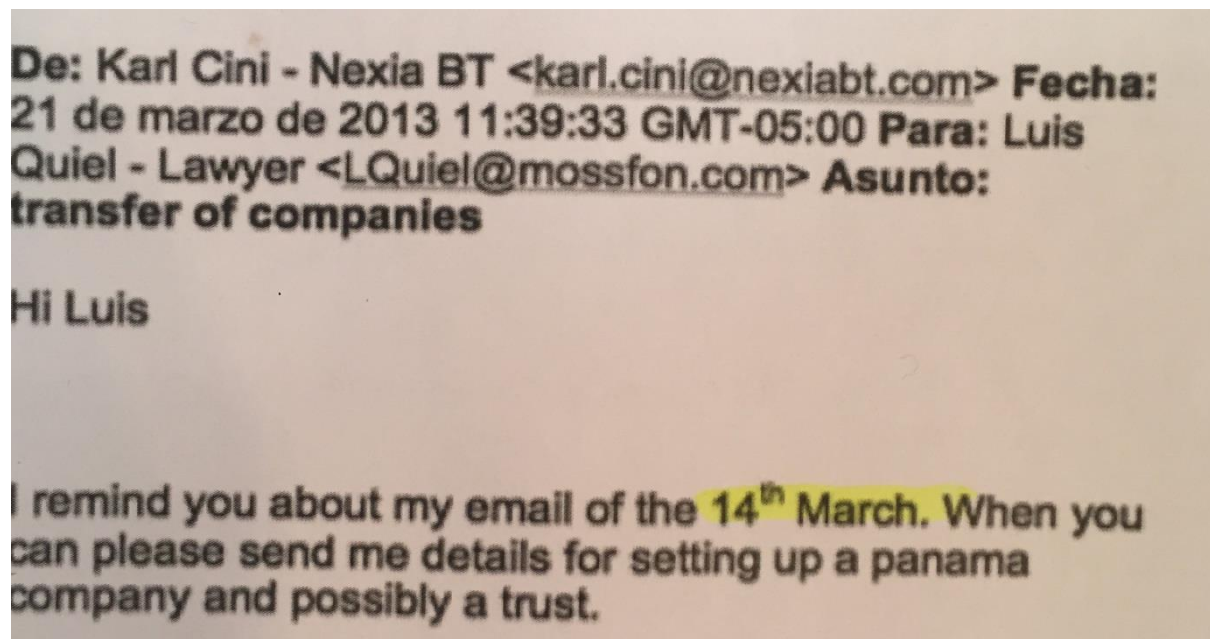 De: Karl Cini - Nexia BT <karl.cini@nexiabt.com> Fecha:
21 de marzo de 2013 11:39:33 GMT-05:00 Para: Luis
Quiel - Lawyer <LQuiel@mossfon.com> Asunto:
transfer of companies
Hi Luis
I remind you about my email of the 14th March. When you
can please send me details for setting up a panama
company and possibly a trust.